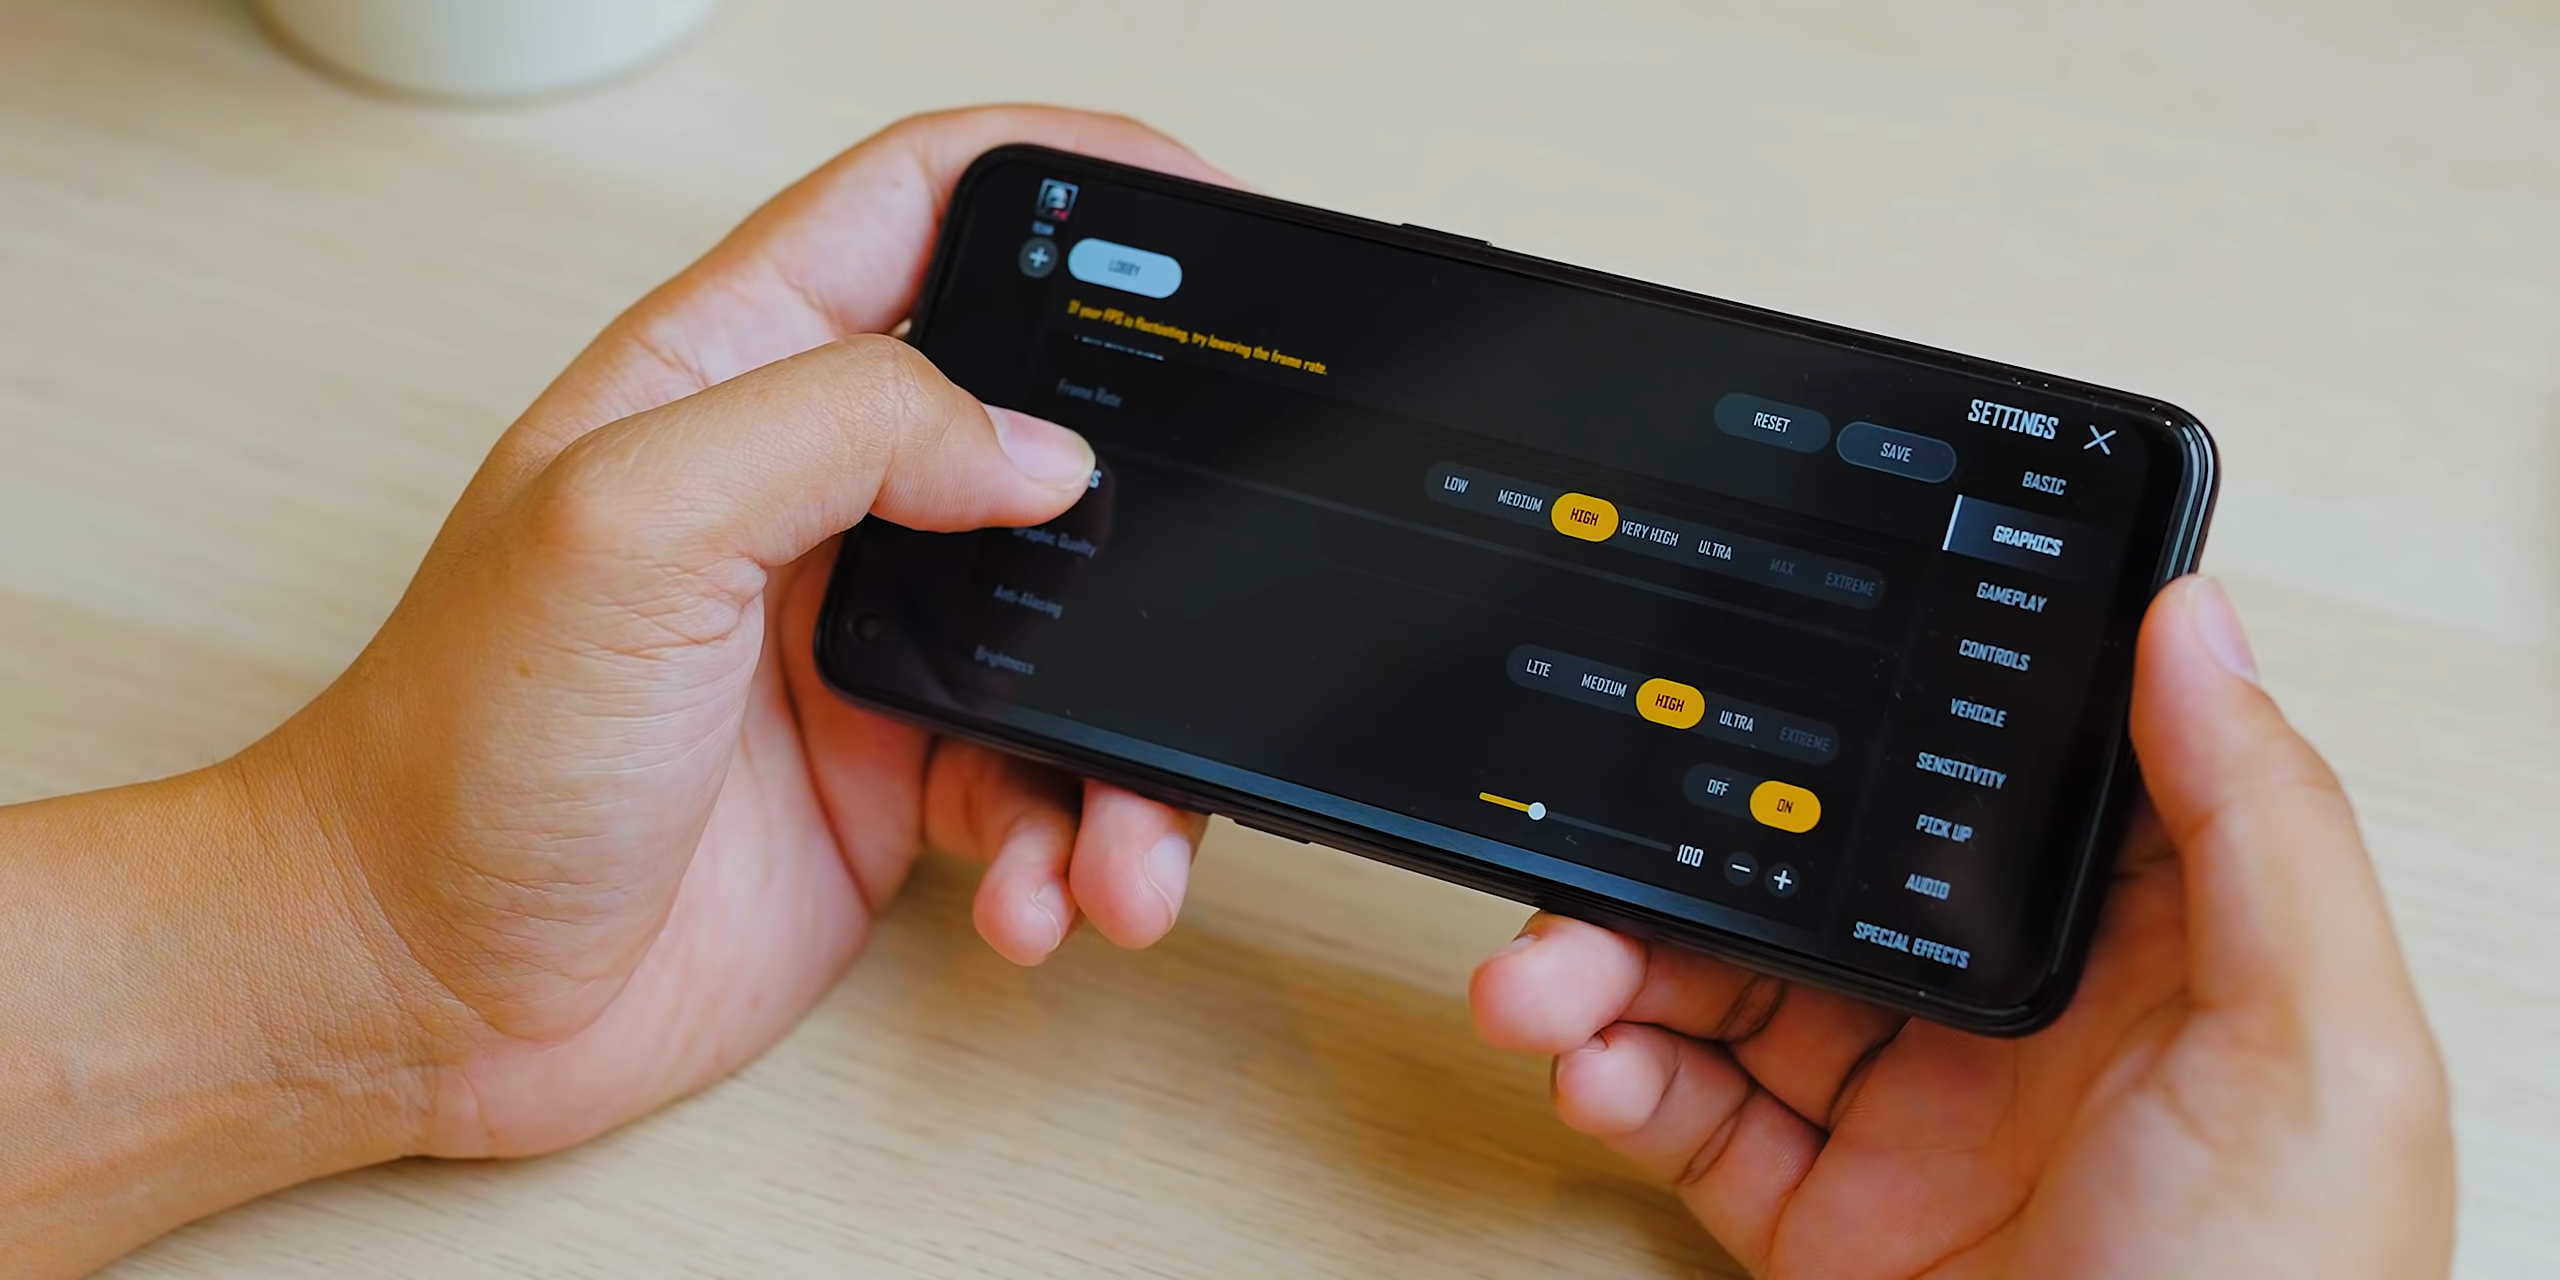 TEAM
LOBBY
If your FPS is fluctuating, try lowering the frame rate.
SETTINGS
RESET SAVE
Frame Rate
LOW MEDIUM HIGH VERY HIGH ULTRA MAX EXTREME
S
Graphic Quality
LITE MEDIUM HIGH ULTRA EXTREME
Anti-Aliasing
OFF ON
Brightness
100
BASIC
GRAPHICS
GAMEPLAY
CONTROLS
VEHICLE
SENSITIVITY
PICK UP
AUDIO
SPECIAL EFFECTS